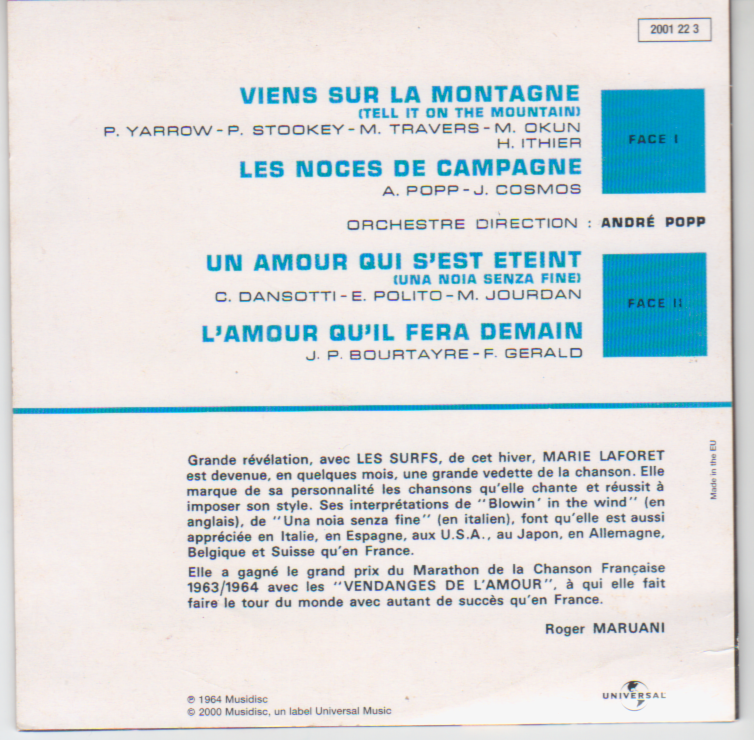 2001 22 3
VIENS SUR LA MONTAGNE
(TELL IT ON THE MOUNTAIN)
P. YARROW - P. STOOKEY - M. TRAVERS - M. OKUN
H. ITHIER
FACE I
LES NOCES DE CAMPAGNE
A. POPP - J. COSMOS
ORCHESTRE DIRECTION : ANDRÉ POPP
UN AMOUR QUI S'EST ETEINT
(UNA NOIA SENZA FINE)
C. DANSOTTI - E. POLITO - M. JOURDAN
FACE II
L'AMOUR QU'IL FERA DEMAIN
J. P. BOURTAYRE - F. GERALD
Grande révélation, avec LES SURFS, de cet hiver, MARIE LAFORET
est devenue, en quelques mois, une grande vedette de la chanson. Elle
marque de sa personnalité les chansons qu'elle chante et réussit à
imposer son style. Ses interprétations de "Blowin' in the wind" (en
anglais), de "Una noia senza fine" (en italien), font qu'elle est aussi
appréciée en Italie, en Espagne, aux U.S.A., au Japon, en Allemagne,
Belgique et Suisse qu'en France.
Elle a gagné le grand prix du Marathon de la Chanson Française
1963/1964 avec les "VENDANGES DE L'AMOUR", à qui elle fait
faire le tour du monde avec autant de succès qu'en France.
Roger MARUANI
Made in the EU
℗ 1964 Musidisc
© 2000 Musidisc, un label Universal Music
UNIVERSAL